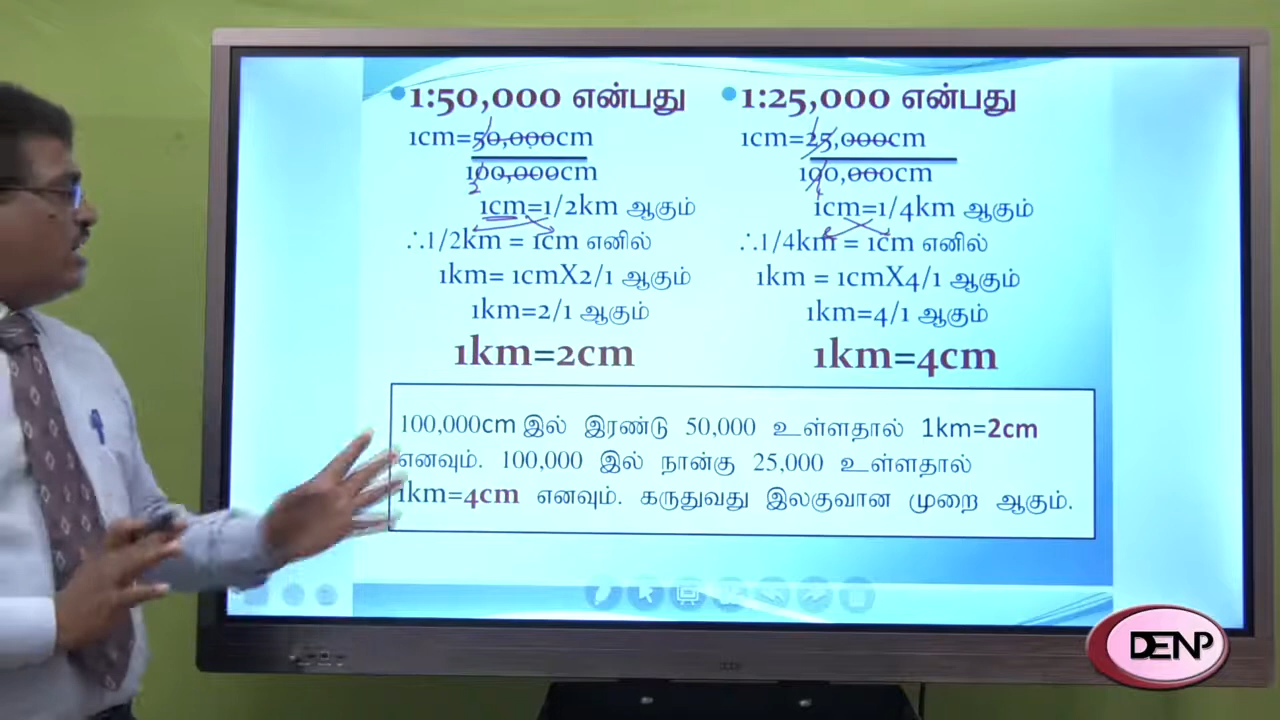 1:50,000 என்பது
1cm=50,000cm
100,000cm
2
1cm=1/2km ஆகும்
∴1/2km = 1cm எனில்
1km= 1cmX2/1 ஆகும்
1km=2/1 ஆகும்
1km=2cm
1:25,000 என்பது
1cm=25,000cm
100,000cm
1cm=1/4km ஆகும்
∴1/4km = 1cm எனில்
1km = 1cmX4/1 ஆகும்
1km=4/1 ஆகும்
1km=4cm
100,000cm இல் இரண்டு 50,000 உள்ளதால் 1km=2cm
எனவும். 100,000 இல் நான்கு 25,000 உள்ளதால்
1km=4cm எனவும். கருதுவது இலகுவான முறை ஆகும்.
DENP